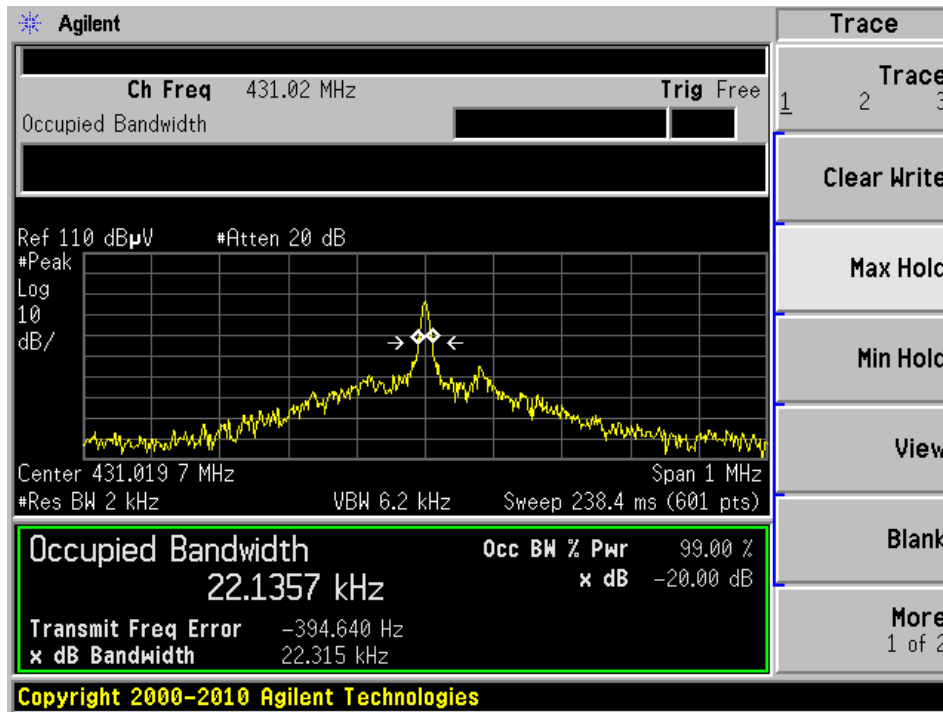 Agilent
Trace
Ch Freq 431.02 MHz Trig Free
Occupied Bandwidth
Trace
1 2 3
Clear Write
Max Hold
Min Hold
View
Blank
More
1 of 2
Ref 110 dBµV #Atten 20 dB
#Peak
Log
10
dB/
Center 431.019 7 MHz Span 1 MHz
#Res BW 2 kHz VBW 6.2 kHz Sweep 238.4 ms (601 pts)
Occupied Bandwidth Occ BW % Pwr 99.00 %
22.1357 kHz x dB -20.00 dB
Transmit Freq Error -394.640 Hz
x dB Bandwidth 22.315 kHz
Copyright 2000-2010 Agilent Technologies